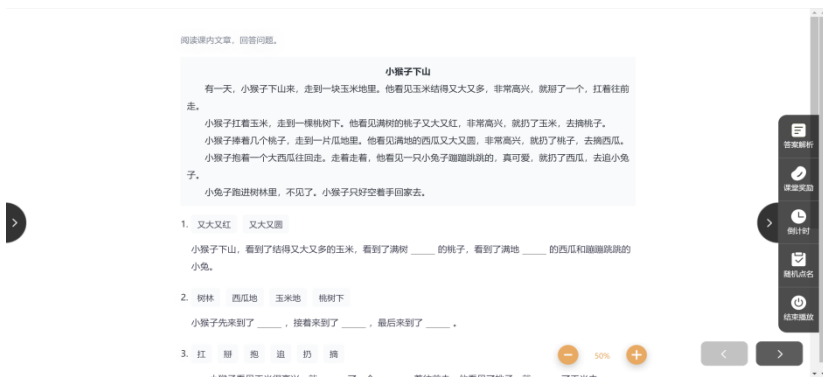 阅读课内文章，回答问题。
小猴子下山
有一天，小猴子下山来，走到一块玉米地里。他看见玉米结得又大又多，非常高兴，就掰了一个，扛着往前
走。
小猴子扛着玉米，走到一棵桃树下。他看见满树的桃子又大又红，非常高兴，就扔了玉米，去摘桃子。
小猴子捧着几个桃子，走到一片瓜地里。他看见满地的西瓜又大又圆，非常高兴，就扔了桃子，去摘西瓜。
小猴子抱着一个大西瓜往回走。走着走着，他看见一只小兔子蹦蹦跳跳的，真可爱，就扔了西瓜，去追小兔
子。
小兔子跑进树林里，不见了。小猴子只好空着手回家去。
1. 又大又红 又大又圆
小猴子下山，看到了结得又大又多的玉米，看到了满树 ____ 的桃子，看到了满地 ____ 的西瓜和蹦蹦跳跳的
小兔。
2. 树林 西瓜地 玉米地 桃树下
小猴子先来到了 ____ ，接着来到了 ____ ，最后来到了 ____ 。
3. 扛 掰 抱 追 扔 摘
答案解析
课堂奖励
倒计时
随机点名
结束播放
50%